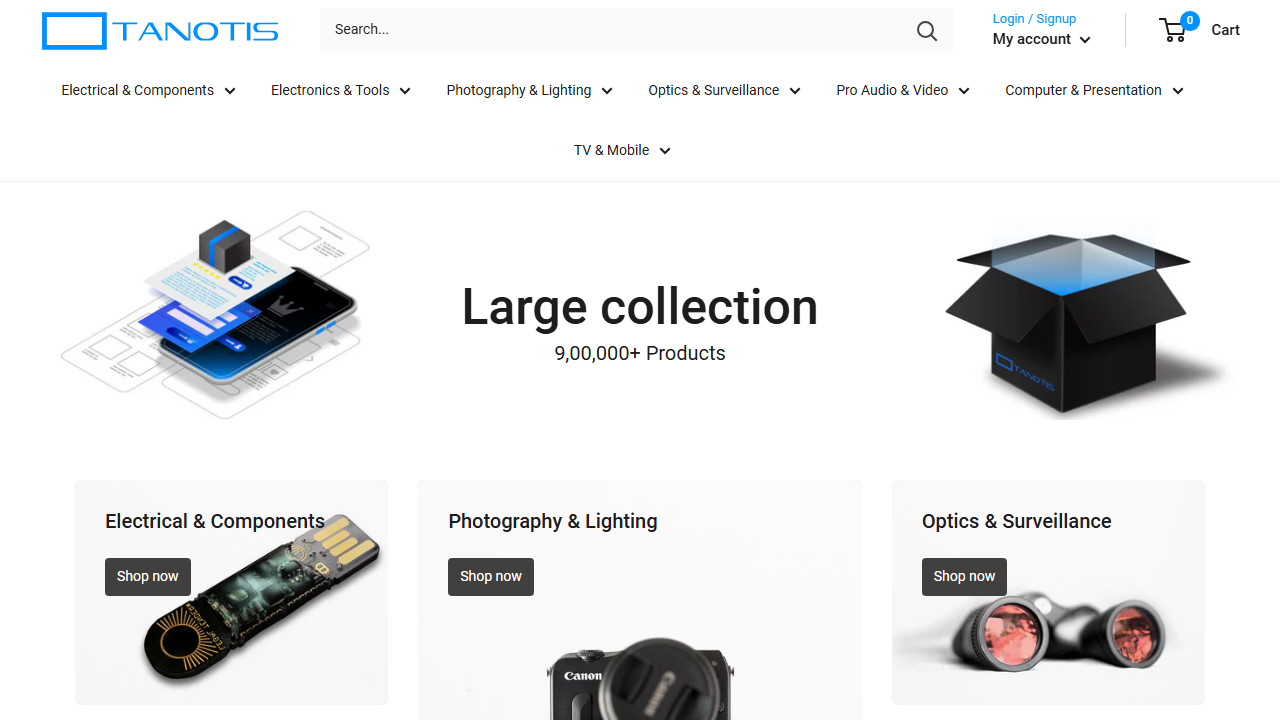 TANOTIS
Search...
Login / Signup
My account
0
Cart
Electrical & Components
Electronics & Tools
Photography & Lighting
Optics & Surveillance
Pro Audio & Video
Computer & Presentation
TV & Mobile
Large collection
9,00,000+ Products
TANOTIS
Electrical & Components
Shop now
Photography & Lighting
Shop now
Canon
Canon
Optics & Surveillance
Shop now